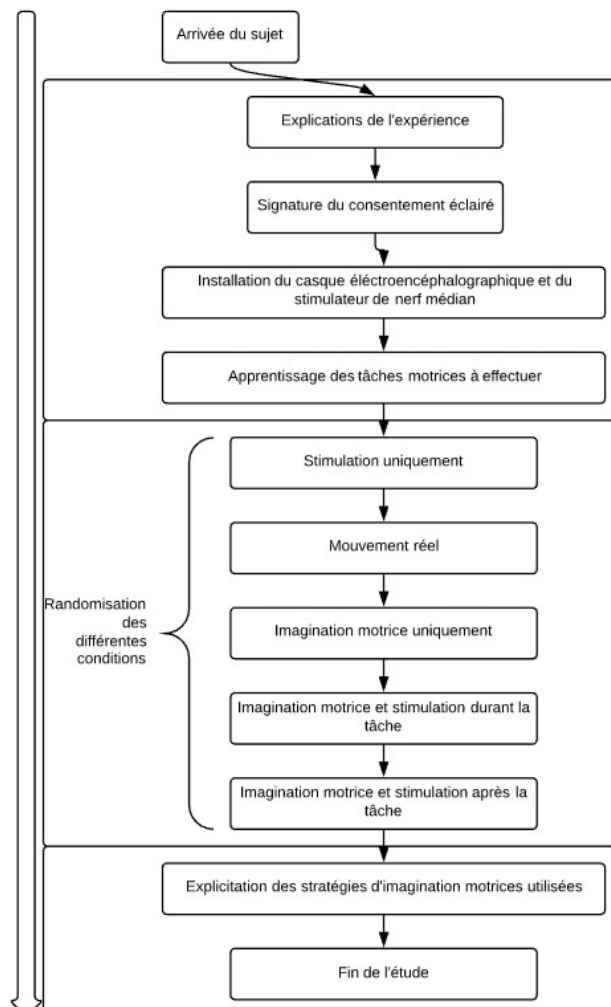 Arrivée du sujet
Explications de l'expérience
Signature du consentement éclairé
Installation du casque éléctroencéphalographique et du
stimulateur de nerf médian
Apprentissage des tâches motrices à effectuer
Stimulation uniquement
Mouvement réel
Randomisation
des
différentes
conditions
Imagination motrice uniquement
Imagination motrice et stimulation durant la
tâche
Imagination motrice et stimulation après la
tâche
Explicitation des stratégies d'imagination motrices utilisées
Fin de l'étude